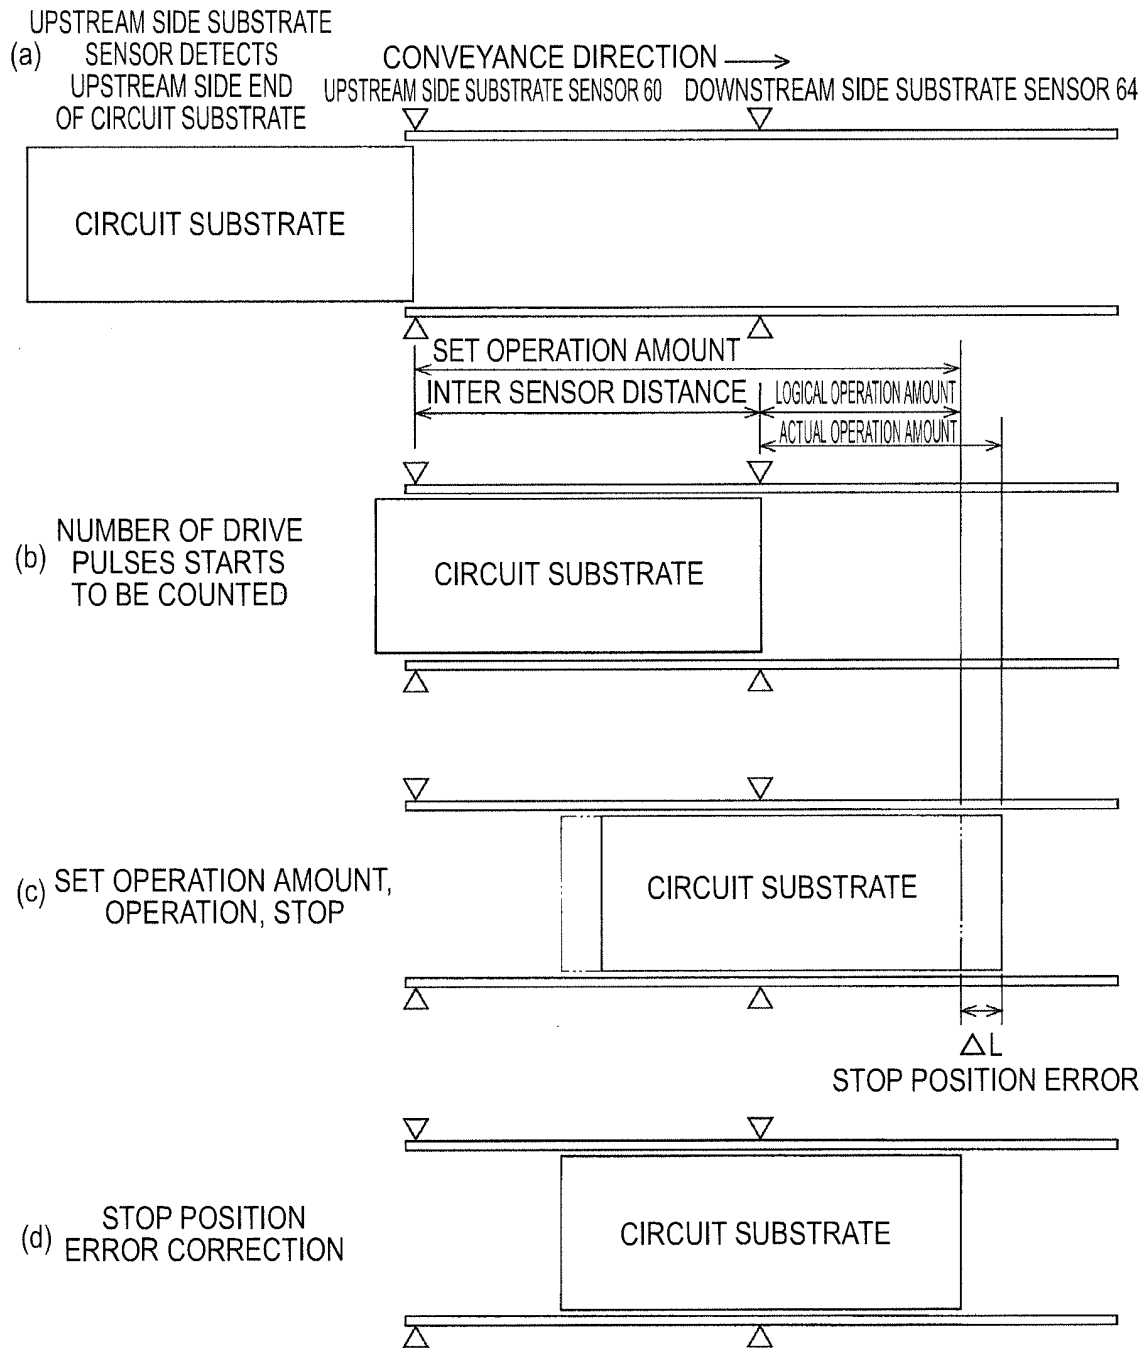 (a)
UPSTREAM SIDE SUBSTRATE
SENSOR DETECTS
UPSTREAM SIDE END
OF CIRCUIT SUBSTRATE
CONVEYANCE DIRECTION
UPSTREAM SIDE SUBSTRATE SENSOR 60
DOWNSTREAM SIDE SUBSTRATE SENSOR 64
CIRCUIT SUBSTRATE
SET OPERATION AMOUNT
INTER SENSOR DISTANCE
LOGICAL OPERATION AMOUNT
ACTUAL OPERATION AMOUNT
(b)
NUMBER OF DRIVE
PULSES STARTS
TO BE COUNTED
CIRCUIT SUBSTRATE
(c)
SET OPERATION AMOUNT,
OPERATION, STOP
CIRCUIT SUBSTRATE
△L
STOP POSITION ERROR
(d)
STOP POSITION
ERROR CORRECTION
CIRCUIT SUBSTRATE